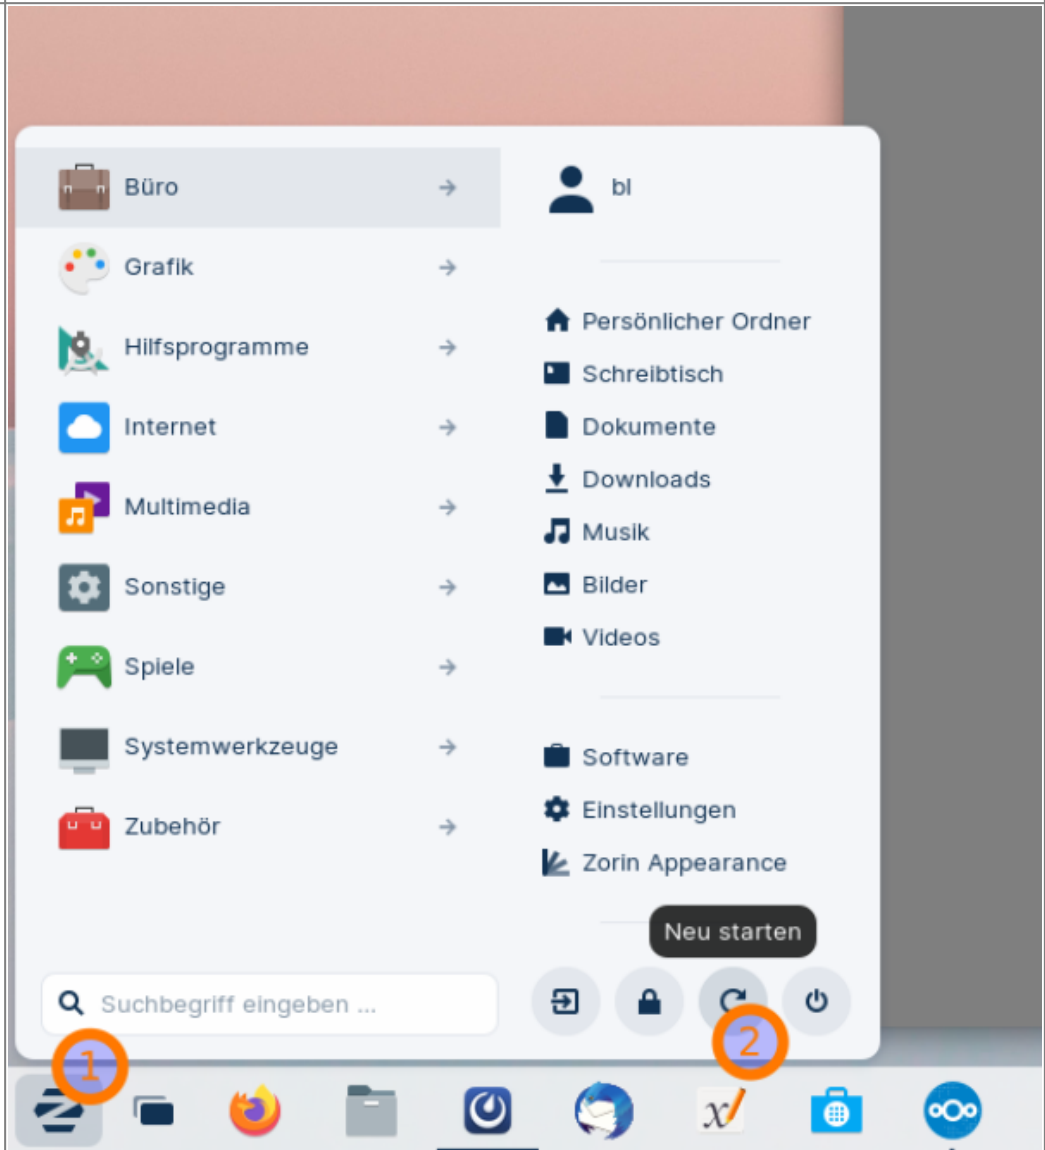 Büro
Grafik
Hilfsprogramme
Internet
Multimedia
Sonstige
Spiele
Systemwerkzeuge
Zubehör
Suchbegriff eingeben ...
bl
Persönlicher Ordner
Schreibtisch
Dokumente
Downloads
Musik
Bilder
Videos
Software
Einstellungen
Zorin Appearance
Neu starten
1
2